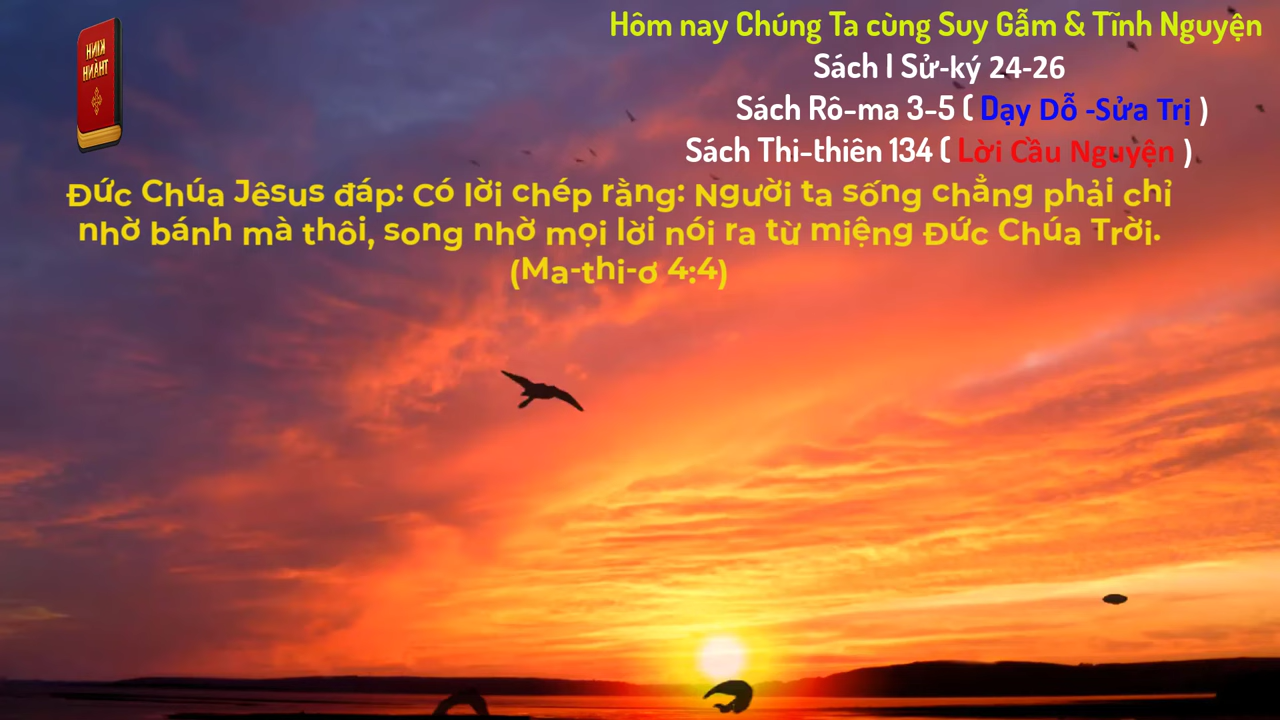 KINH
THÁNH
Hôm nay Chúng Ta cùng Suy Gẫm & Tĩnh Nguyện
Sách I Sử-ký 24-26
Sách Rô-ma 3-5 ( Dạy Dỗ -Sửa Trị )
Sách Thi-thiên 134 ( Lời Cầu Nguyện )
Đức Chúa Jêsus đáp: Có lời chép rằng: Người ta sống chẳng phải chỉ
nhờ bánh mà thôi, song nhờ mọi lời nói ra từ miệng Đức Chúa Trời.
(Ma-thi-ơ 4:4)